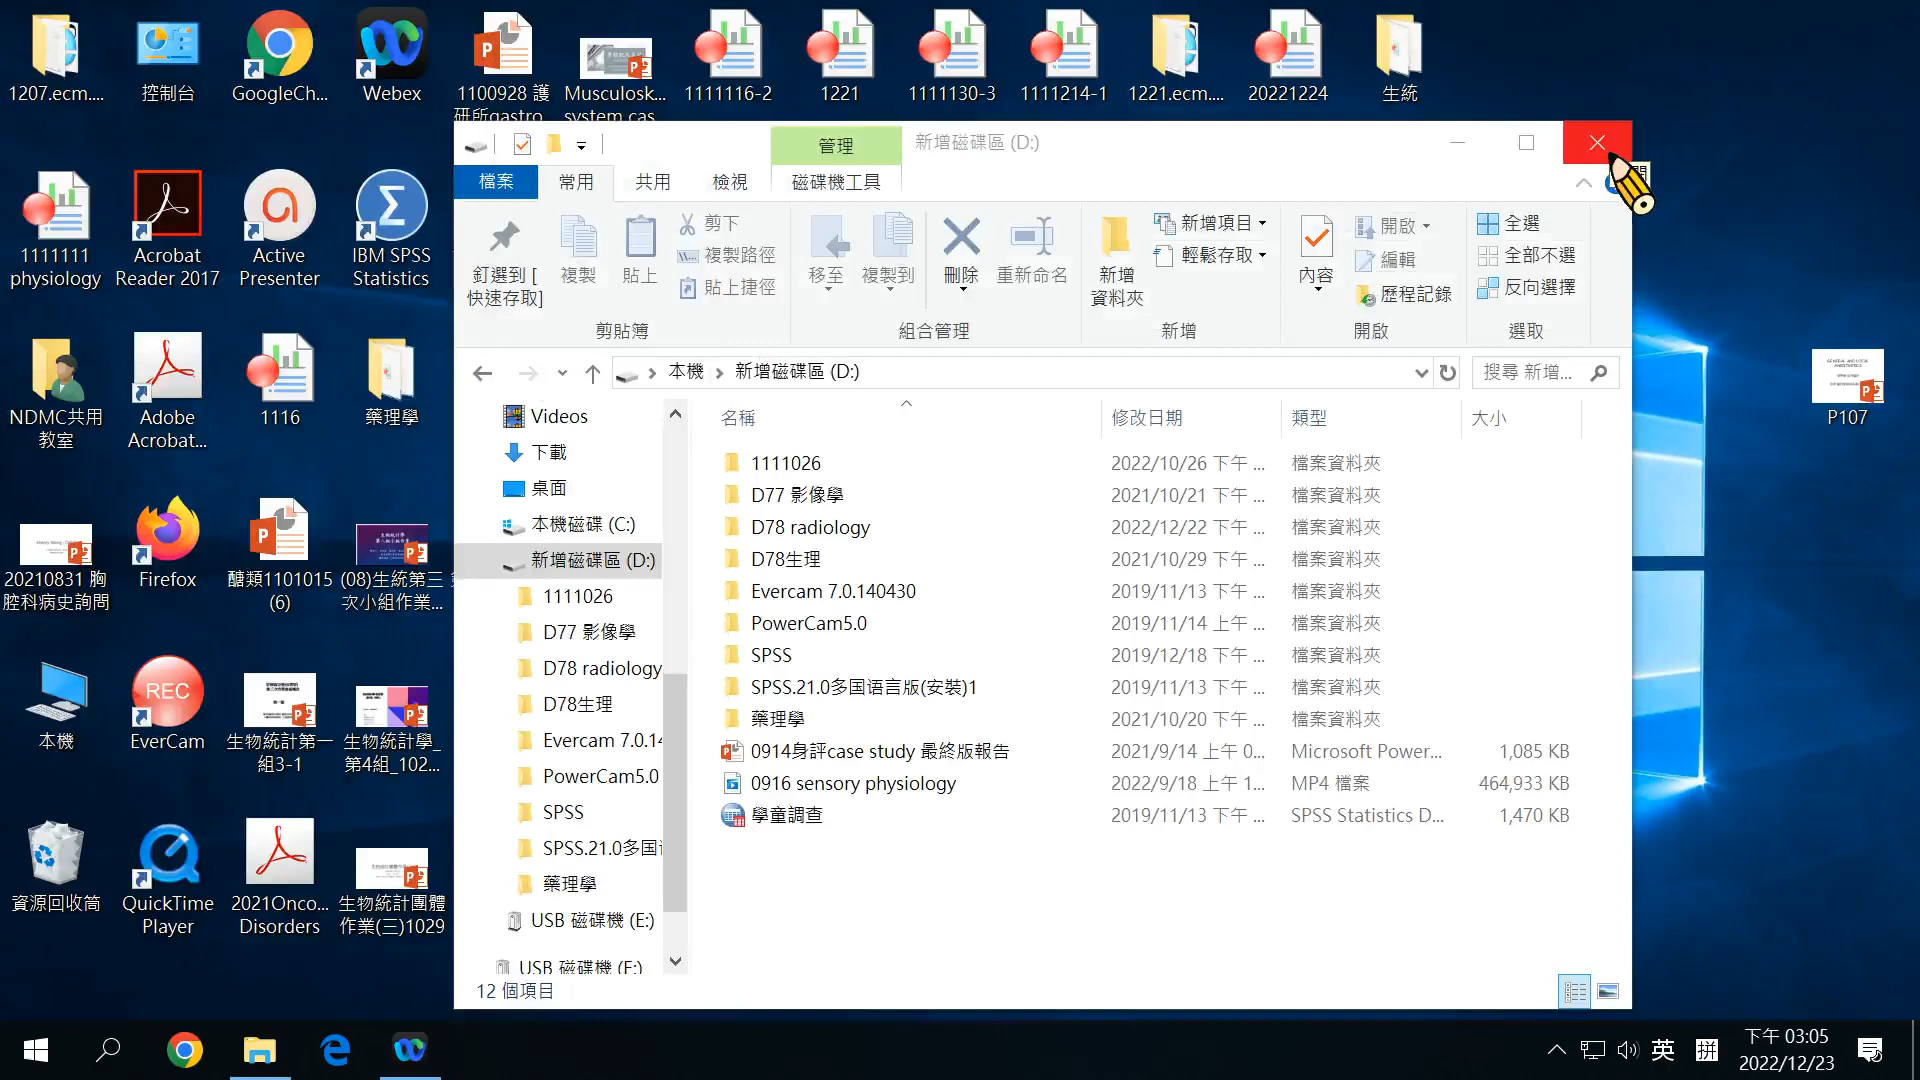 1207.ecm....
控制台
GoogleCh...
Webex
1100928 護
研所gastro
Musculosk...
system cas
1111116-2
1221
1111130-3
1111214-1
1221.ecm....
20221224
生統
1111111
physiology
Acrobat
Reader 2017
Active
Presenter
IBM SPSS
Statistics
NDMC共用
教室
Adobe
Acrobat...
1116
藥理學
20210831 胸
腔科病史詢問
Firefox
醣類1101015
(6)
(08)生統第三
次小組作業...
本機
REC
EverCam
生物統計第一
組3-1
生物統計學_
第4組_102...
資源回收筒
QuickTime
Player
2021Onco...
Disorders
生物統計團體
作業(三)1029
P107
管理
新增磁碟區 (D:)
檔案
常用
共用
檢視
磁碟機工具
釘選到 [
快速存取]
複製
貼上
剪下
複製路徑
貼上捷徑
剪貼簿
移至
複製到
刪除
重新命名
組合管理
新增
資料夾
新增項目
輕鬆存取
新增
內容
開啟
編輯
歷程記錄
開啟
全選
全部不選
反向選擇
選取
本機
新增磁碟區 (D:)
搜尋 新增...
Videos
下載
桌面
本機磁碟 (C:)
新增磁碟區 (D:)
1111026
D77 影像學
D78 radiology
D78生理
Evercam 7.0.14
PowerCam5.0
SPSS
SPSS.21.0多国
藥理學
USB 磁碟機 (E:)
USB 磁碟機 (F:)
名稱 修改日期 類型 大小
1111026 2022/10/26 下午 ... 檔案資料夾
D77 影像學 2021/10/21 下午 ... 檔案資料夾
D78 radiology 2022/12/22 下午 ... 檔案資料夾
D78生理 2021/10/29 下午 ... 檔案資料夾
Evercam 7.0.140430 2019/11/13 下午 ... 檔案資料夾
PowerCam5.0 2019/11/14 上午 ... 檔案資料夾
SPSS 2019/12/18 下午 ... 檔案資料夾
SPSS.21.0多国语言版(安裝)1 2019/11/13 下午 ... 檔案資料夾
藥理學 2021/10/20 下午 ... 檔案資料夾
0914身評case study 最終版報告 2021/9/14 上午 0... Microsoft Power... 1,085 KB
0916 sensory physiology 2022/9/18 上午 1... MP4 檔案 464,933 KB
學童調查 2019/11/13 下午 ... SPSS Statistics D... 1,470 KB
12 個項目
英
拼
下午 03:05
2022/12/23